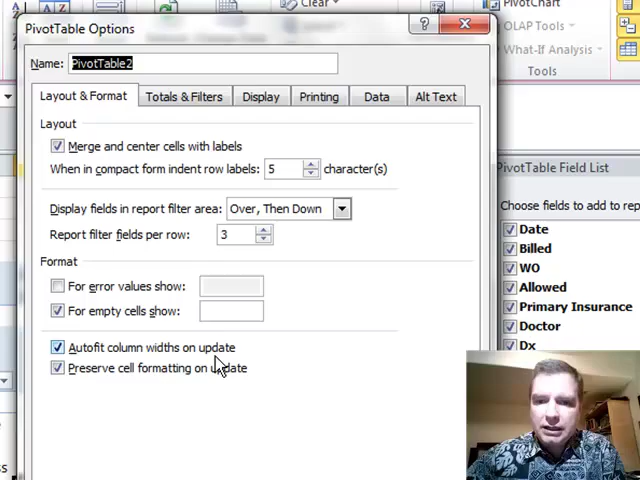 Clear
PivotChart
PivotTable Options
OLAP Tools
What-If Analysis
Tools
Name: PivotTable2
Layout & Format Totals & Filters Display Printing Data Alt Text
Layout
Merge and center cells with labels
When in compact form indent row labels: 5 character(s)
Display fields in report filter area: Over, Then Down
Report filter fields per row: 3
Format
For error values show:
For empty cells show:
Autofit column widths on update
Preserve cell formatting on update
PivotTable Field List
Choose fields to add to rep
Date
Billed
WO
Allowed
Primary Insurance
Doctor
Dx